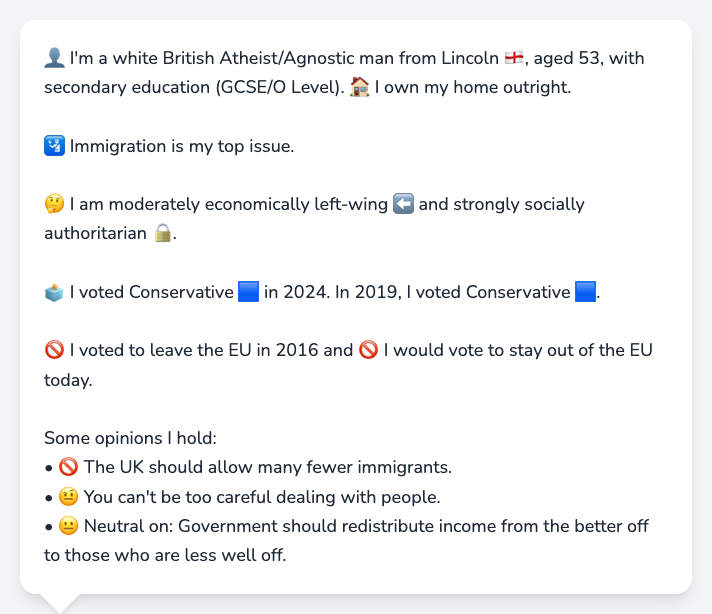 👤 I'm a white British Atheist/Agnostic man from Lincoln 🏴󠁧󠁢󠁥󠁮󠁧󠁿, aged 53, with
secondary education (GCSE/O Level). 🏠 I own my home outright.
🛂 Immigration is my top issue.
🤔 I am moderately economically left-wing ⬅️ and strongly socially
authoritarian 🔒.
🗳️ I voted Conservative 🟦 in 2024. In 2019, I voted Conservative 🟦.
🚫 I voted to leave the EU in 2016 and 🚫 I would vote to stay out of the EU
today.
Some opinions I hold:
• 🚫 The UK should allow many fewer immigrants.
• 🤨 You can't be too careful dealing with people.
• 😐 Neutral on: Government should redistribute income from the better off
to those who are less well off.